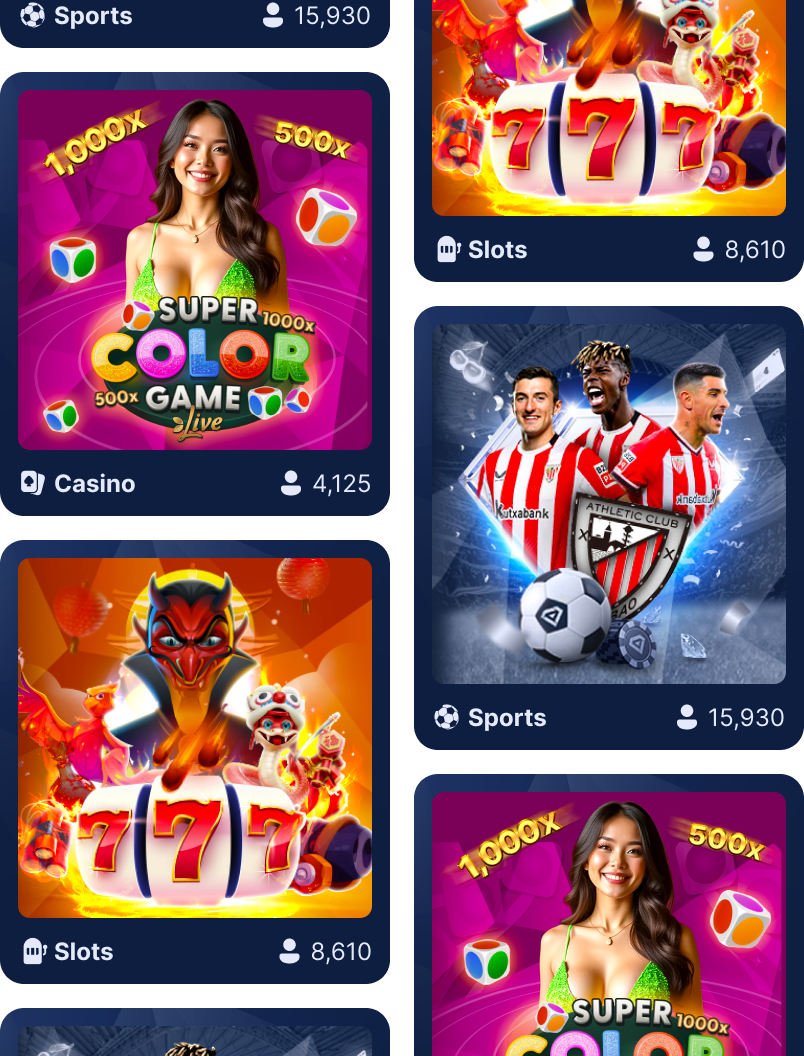 Sports 15,930
1,000x 500x
SUPER 1000x
COLOR
500x GAME
Live
Casino 4,125
777
Slots 8,610
777
Slots 8,610
Kutxabank
ATHLETIC CLUB
Sports 15,930
1,000x 500x
SUPER 1000x
COLOR